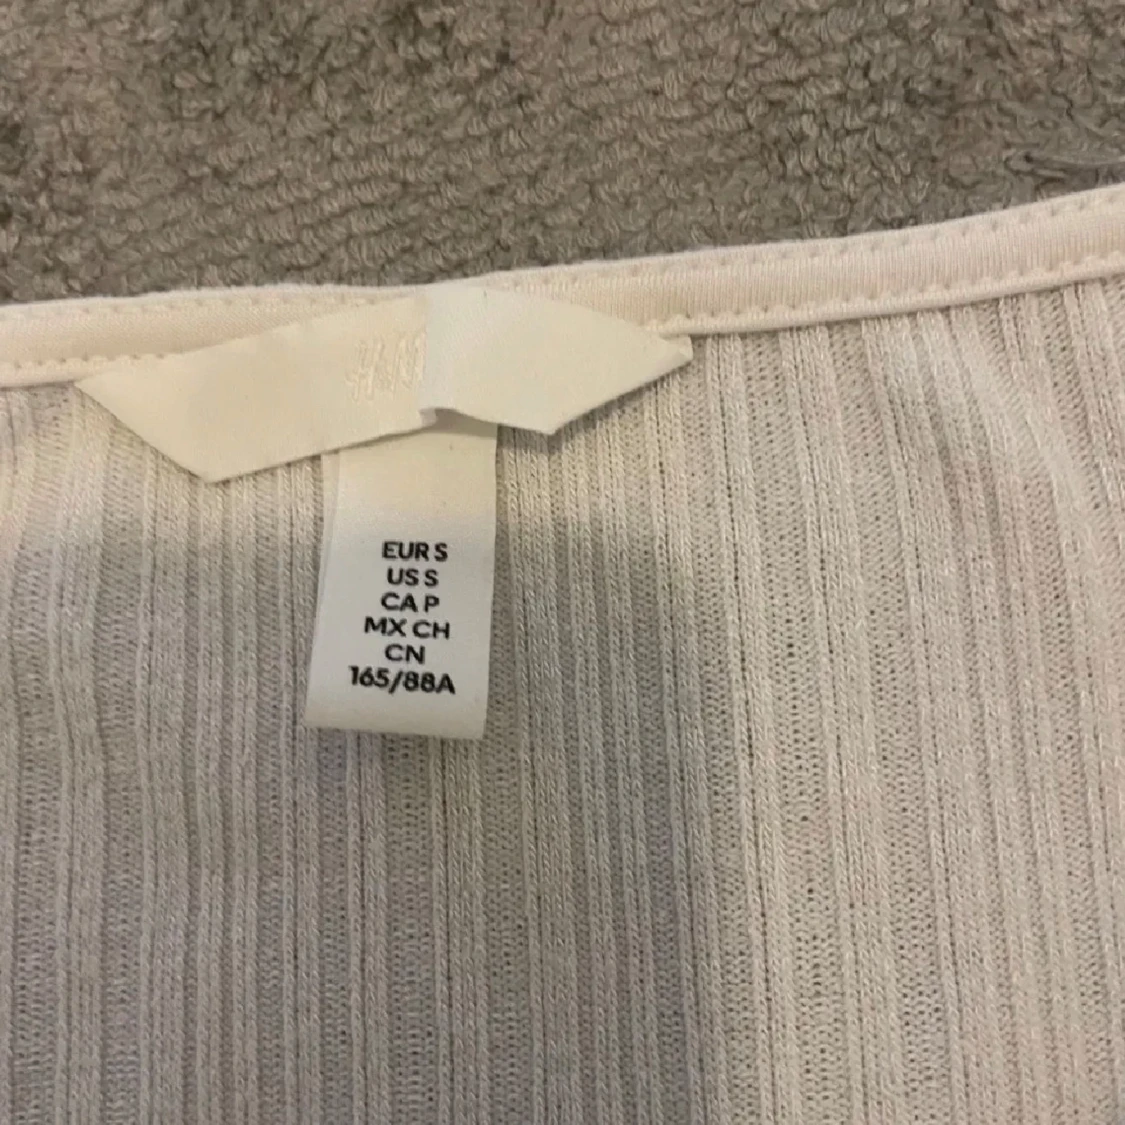 H&M
EUR S
US S
CA P
MX CH
CN
165/88A